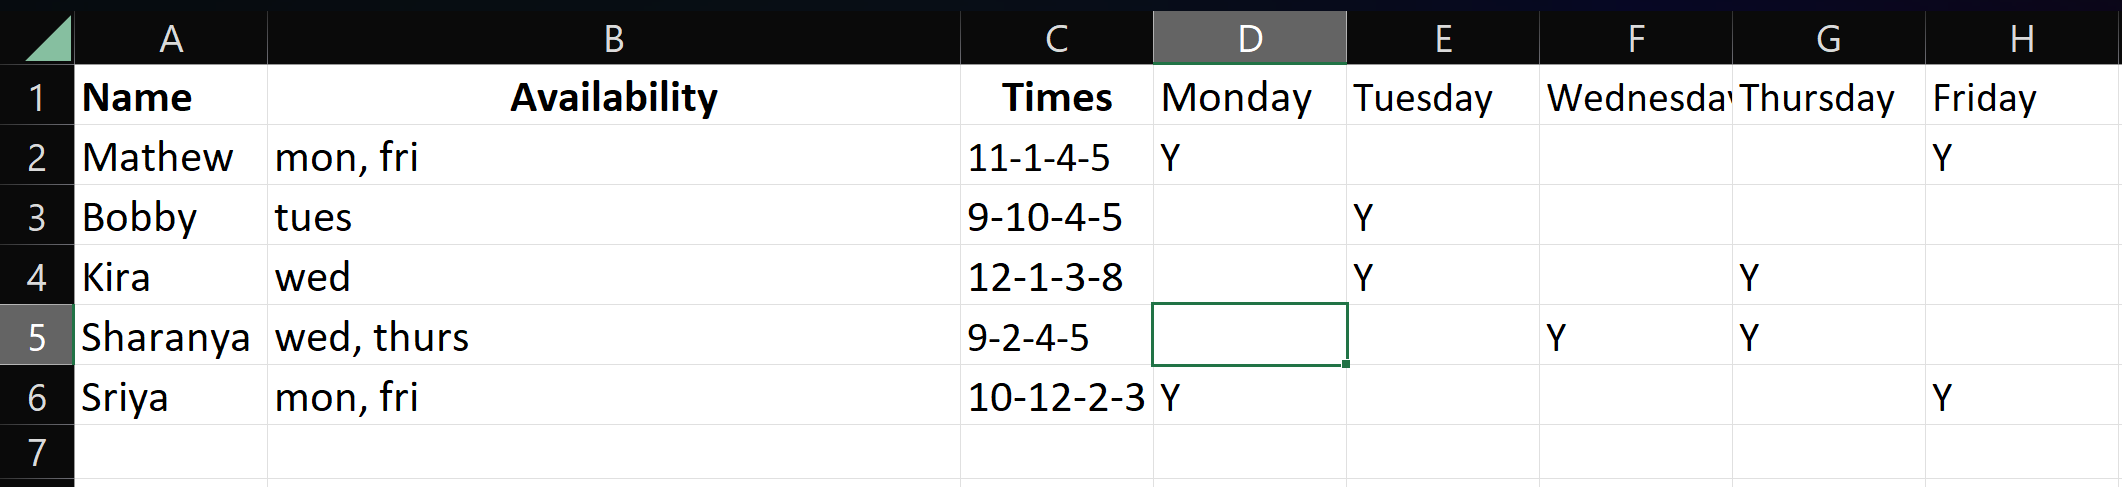 A B C D E F G H
1 Name Availability Times Monday Tuesday Wednesday Thursday Friday
2 Mathew mon, fri 11-1-4-5 Y Y
3 Bobby tues 9-10-4-5 Y
4 Kira wed 12-1-3-8 Y Y
5 Sharanya wed, thurs 9-2-4-5 Y Y
6 Sriya mon, fri 10-12-2-3 Y Y
7